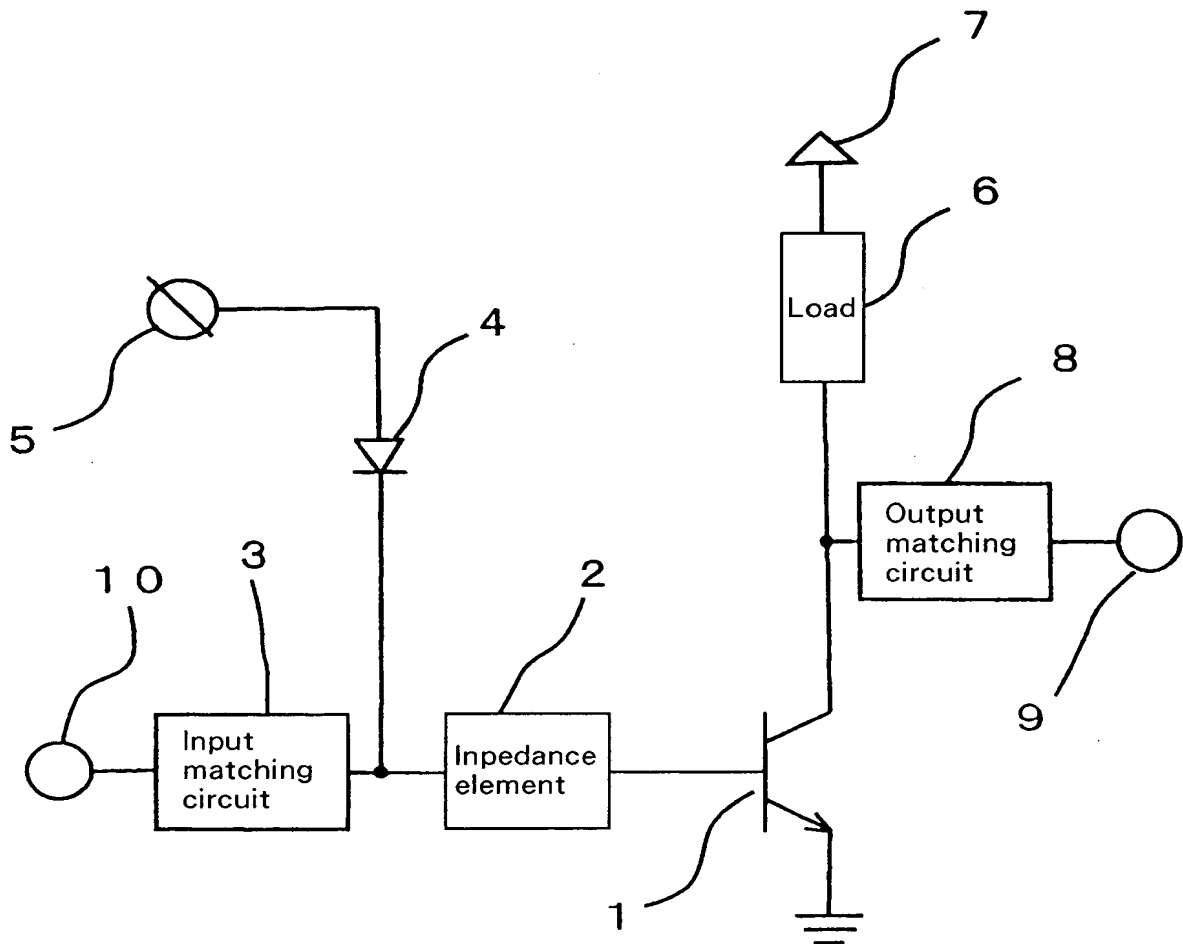 7
6
Load
4
5
8
Output
matching
circuit
3
2
1 0
Input
matching
circuit
Inpedance
element
9
1